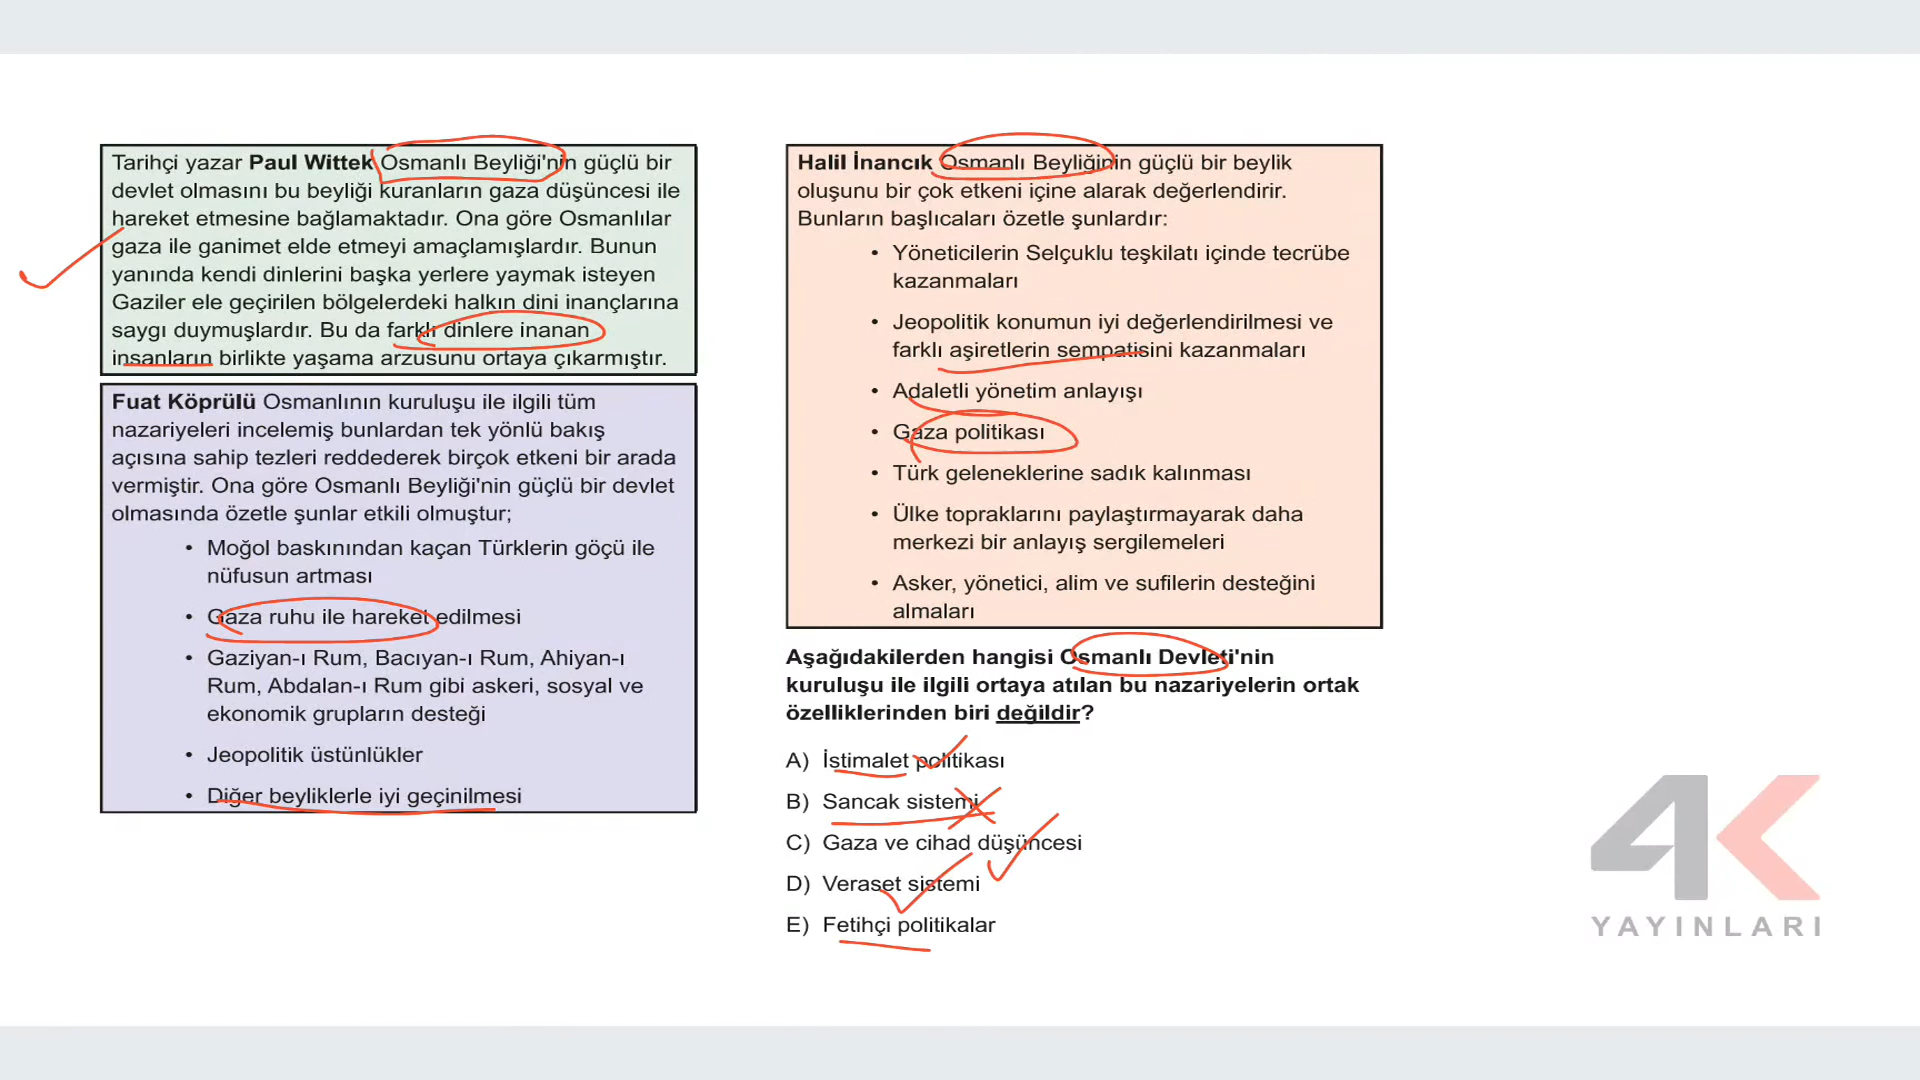 Tarihçi yazar Paul Wittek Osmanlı Beyliği'nin güçlü bir
devlet olmasını bu beyliği kuranların gaza düşüncesi ile
hareket etmesine bağlamaktadır. Ona göre Osmanlılar
gaza ile ganimet elde etmeyi amaçlamışlardır. Bunun
yanında kendi dinlerini başka yerlere yaymak isteyen
Gaziler ele geçirilen bölgelerdeki halkın dini inançlarına
saygı duymuşlardır. Bu da farklı dinlere inanan
insanların birlikte yaşama arzusunu ortaya çıkarmıştır.
Fuat Köprülü Osmanlının kuruluşu ile ilgili tüm
nazariyeleri incelemiş bunlardan tek yönlü bakış
açısına sahip tezleri reddederek birçok etkeni bir arada
vermiştir. Ona göre Osmanlı Beyliği'nin güçlü bir devlet
olmasında özetle şunlar etkili olmuştur;
• Moğol baskınından kaçan Türklerin göçü ile
nüfusun artması
• Gaza ruhu ile hareket edilmesi
• Gaziyan-ı Rum, Bacıyan-ı Rum, Ahiyan-ı
Rum, Abdalan-ı Rum gibi askeri, sosyal ve
ekonomik grupların desteği
• Jeopolitik üstünlükler
• Diğer beyliklerle iyi geçinilmesi
Halil İnancık Osmanlı Beyliğinin güçlü bir beylik
oluşunu bir çok etkeni içine alarak değerlendirir.
Bunların başlıcaları özetle şunlardır:
• Yöneticilerin Selçuklu teşkilatı içinde tecrübe
kazanmaları
• Jeopolitik konumun iyi değerlendirilmesi ve
farklı aşiretlerin sempatisini kazanmaları
• Adaletli yönetim anlayışı
• Gaza politikası
• Türk geleneklerine sadık kalınması
• Ülke topraklarını paylaştırmayarak daha
merkezi bir anlayış sergilemeleri
• Asker, yönetici, alim ve sufilerin desteğini
almaları
Aşağıdakilerden hangisi Osmanlı Devleti'nin
kuruluşu ile ilgili ortaya atılan bu nazariyelerin ortak
özelliklerinden biri değildir?
A) İstimalet politikası
B) Sancak sistemi
C) Gaza ve cihad düşüncesi
D) Veraset sistemi
E) Fetihçi politikalar
4K
YAYINLARI